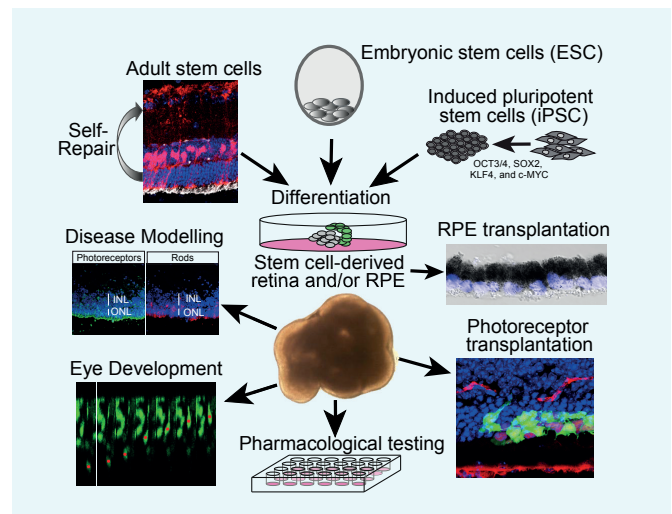 Embryonic stem cells (ESC)
Adult stem cells
Self-
Repair
Induced pluripotent
stem cells (iPSC)
OCT3/4, SOX2,
KLF4, and c-MYC
Differentiation
Disease Modelling
Photoreceptors
Rods
INL
ONL
INL
ONL
Stem cell-derived
retina and/or RPE
RPE transplantation
Photoreceptor
transplantation
Eye Development
Pharmacological testing